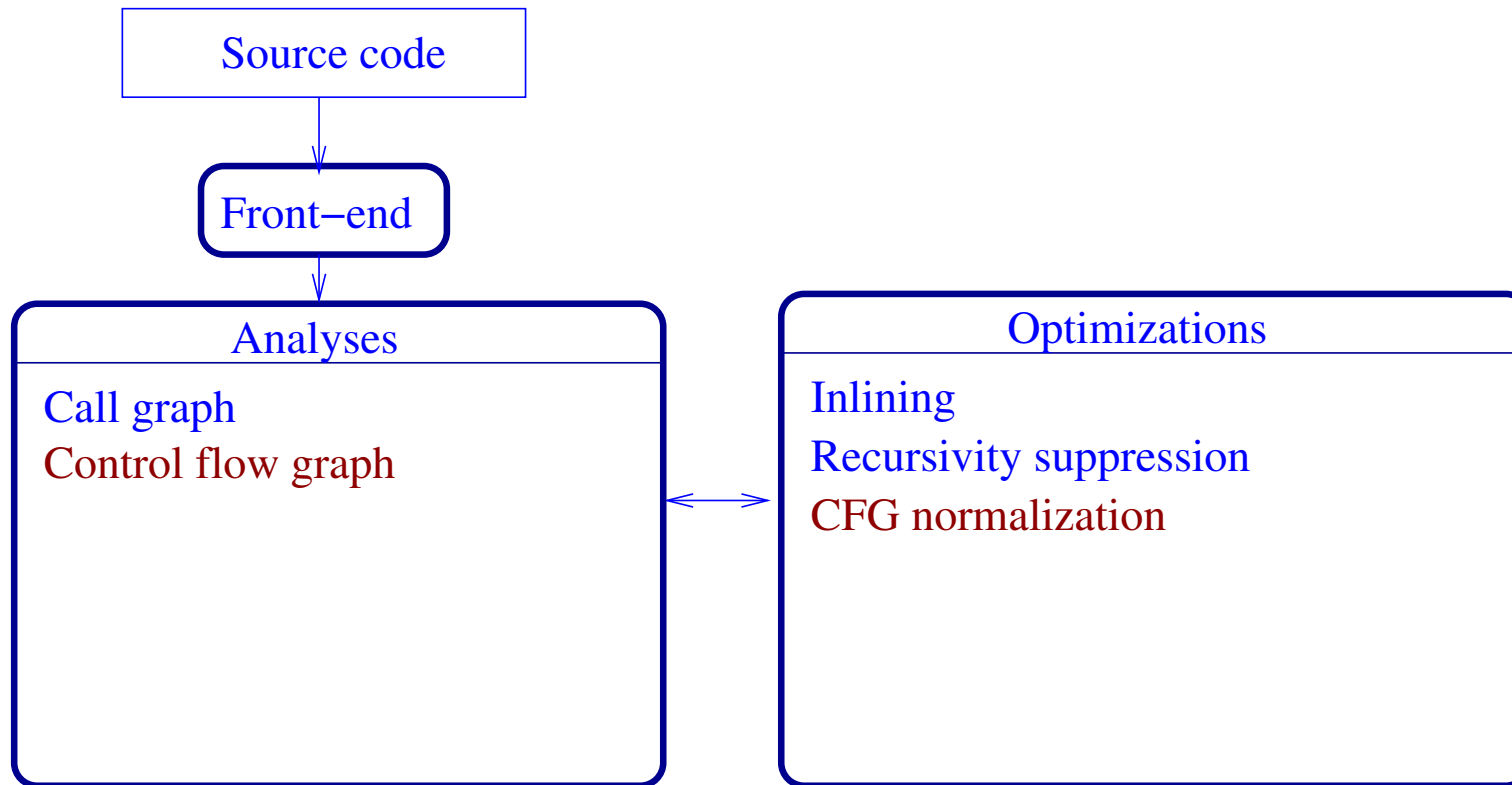 Source code
Front−end
Analyses
Call graph
Control flow graph
Optimizations
Inlining
Recursivity suppression
CFG normalization